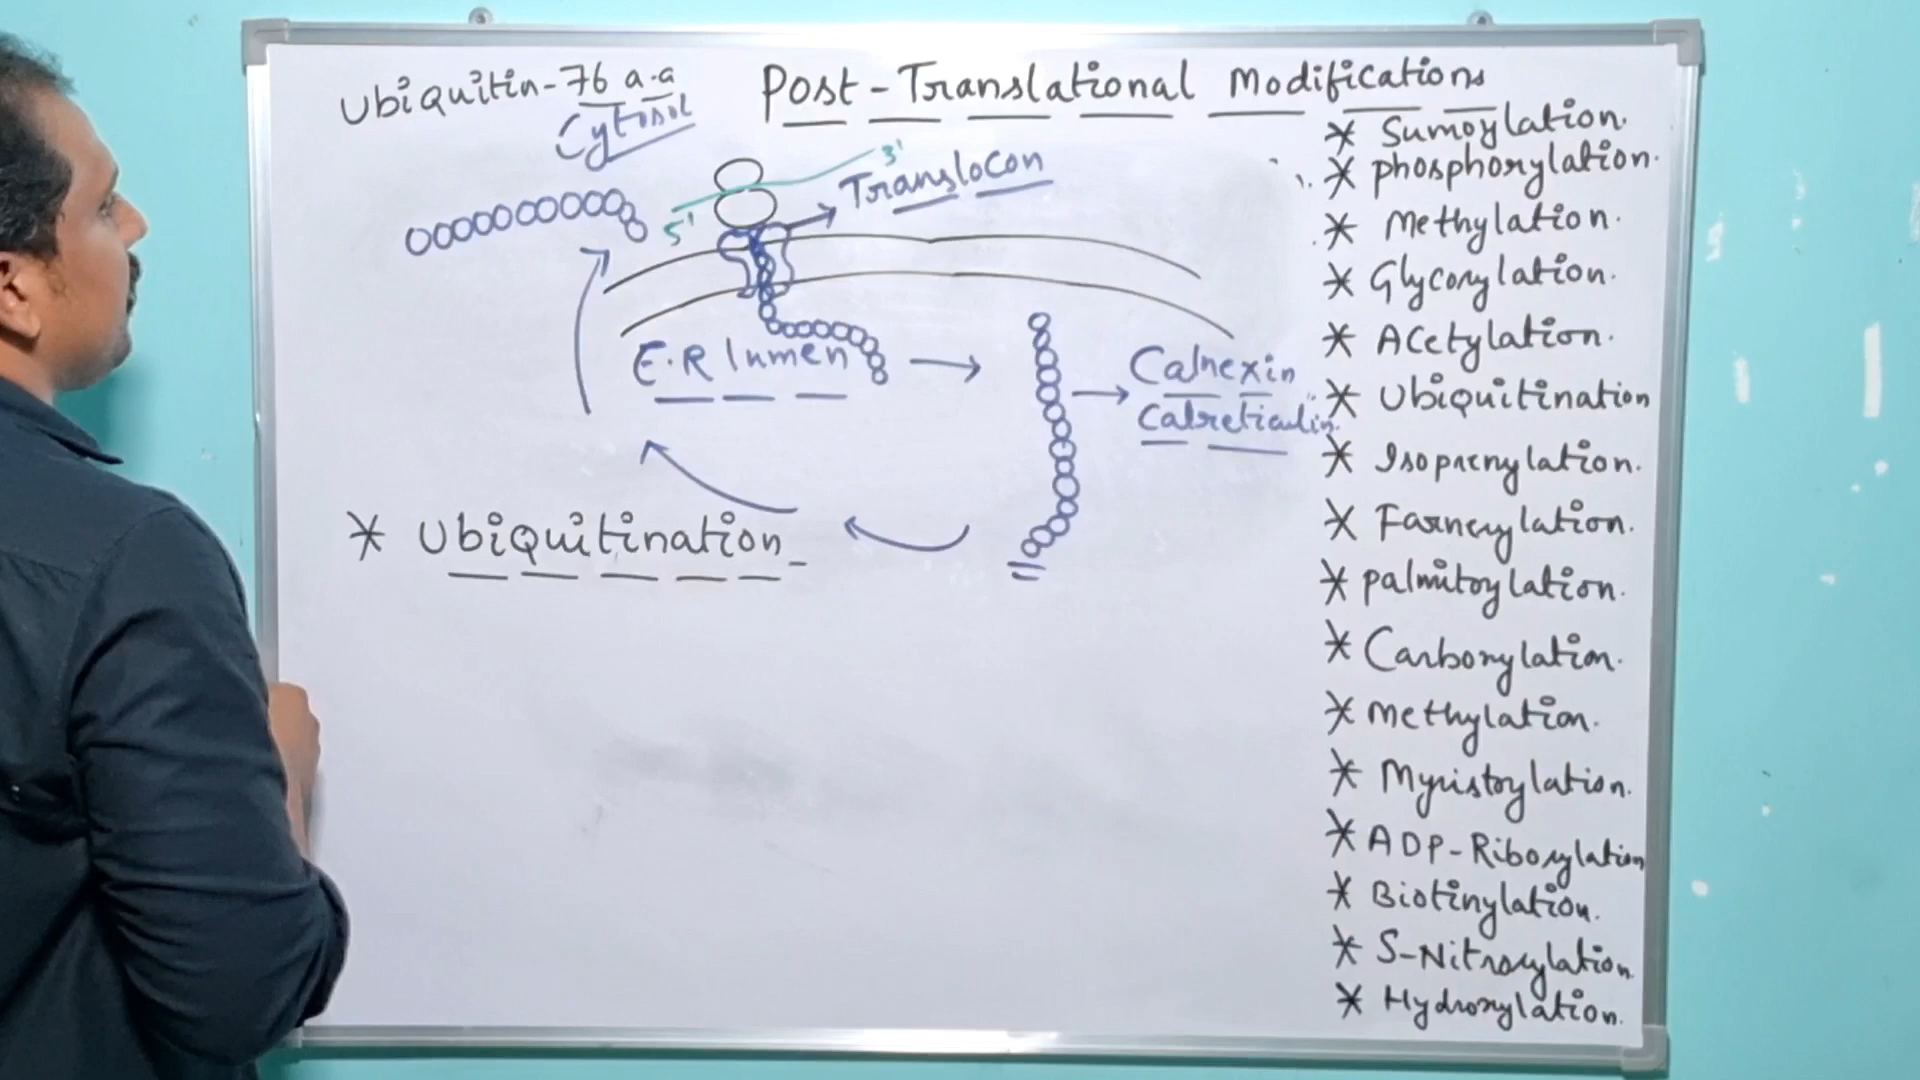 Ubiquitin-76 a.a
Post-Translational Modifications
Cytosol
3'
5'
Translocon
E.R lumen
Calnexin
Calreticulin.
* Ubiquitination
* Sumoylation.
* Phosphorylation.
* Methylation.
* Glycosylation.
* Acetylation.
* Ubiquitination
* Isoprenylation.
* Farnesylation.
* Palmitoylation.
* Carboxylation.
* Methylation.
* Myristoylation.
* ADP-Ribosylation
* Biotinylation.
* S-Nitrosylation.
* Hydroxylation.